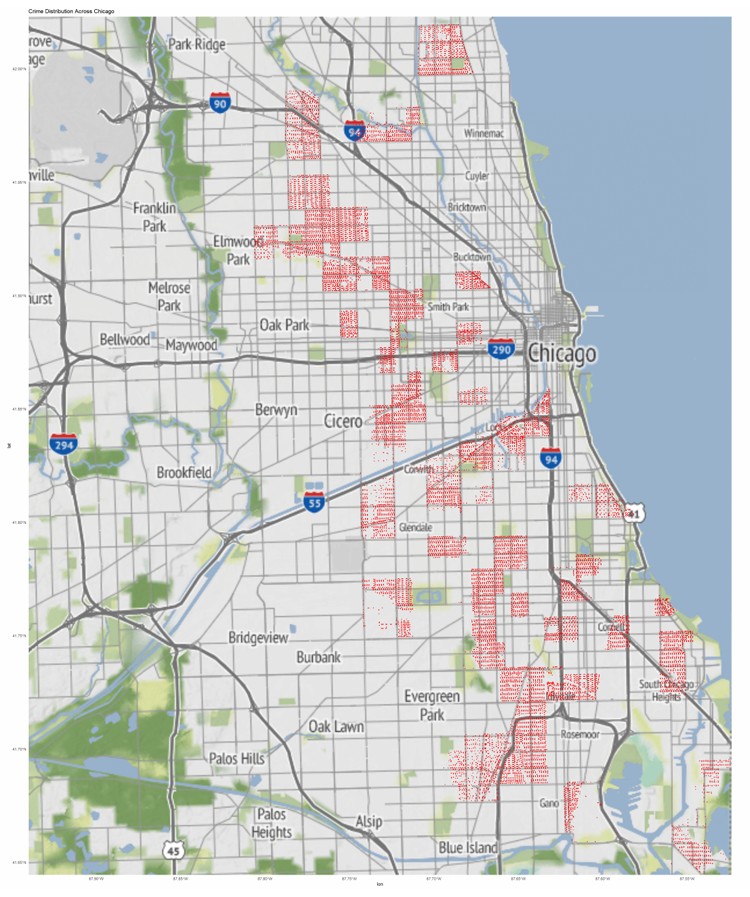 Crime Distribution Across Chicago
rove
age
Park Ridge
90
94
Winnemac
nville
Cuyler
Franklin
Park
Bricktown
Elmwood
Park
Bucktown
Melrose
Park
hurst
Smith Park
Oak Park
Bellwood
Maywood
290
Chicago
Berwyn
Cicero
294
94
Brookfield
Corwith
55
41
Glendale
Bridgeview
Burbank
Cornell
South Chicago
Heights
Evergreen
Park
Oak Lawn
Rosemoor
Palos Hills
Gano
Palos
Heights
Alsip
45
Blue Island
lon
lat